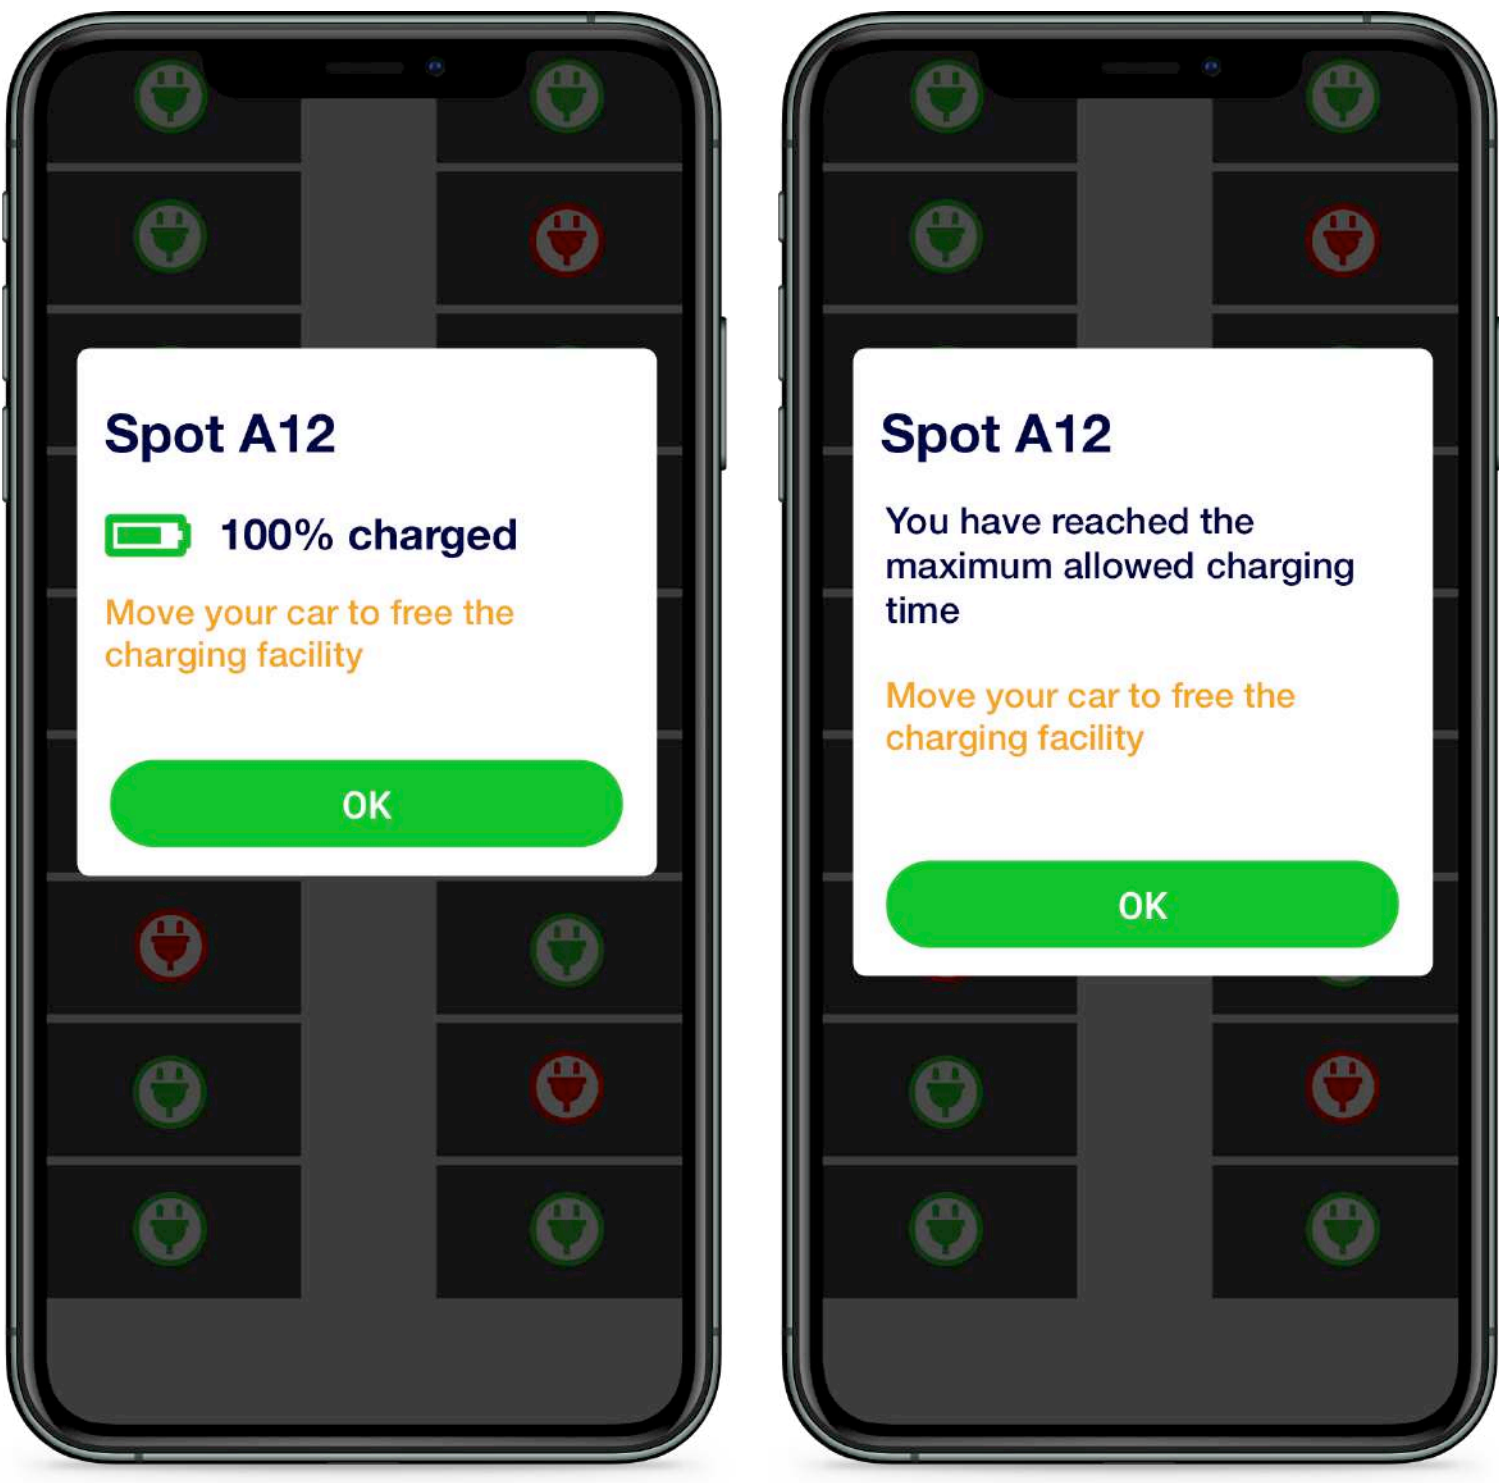 Spot A12
100% charged
Move your car to free the
charging facility
OK
Spot A12
You have reached the
maximum allowed charging
time
Move your car to free the
charging facility
OK